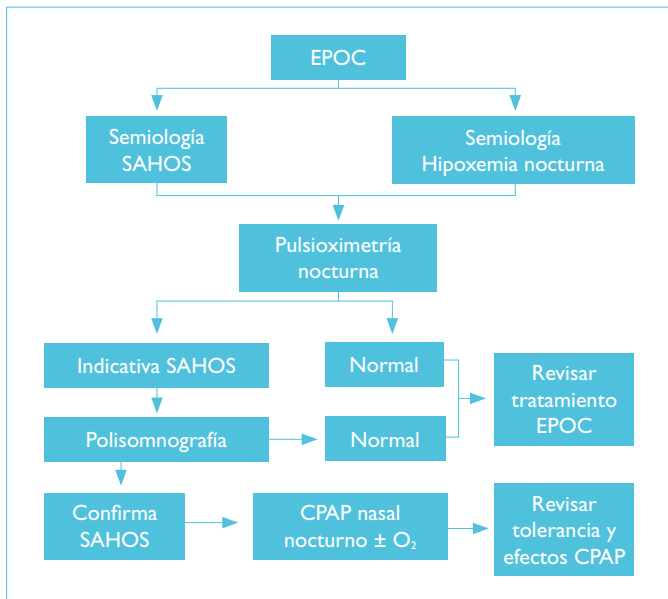 EPOC
Semiología
SAHOS
Semiología
Hipoxemia nocturna
Pulsioximetría
nocturna
Indicativa SAHOS
Normal
Revisar
tratamiento
EPOC
Polisomnografía
Normal
Confirma
SAHOS
CPAP nasal
nocturno ± O₂
Revisar
tolerancia y
efectos CPAP